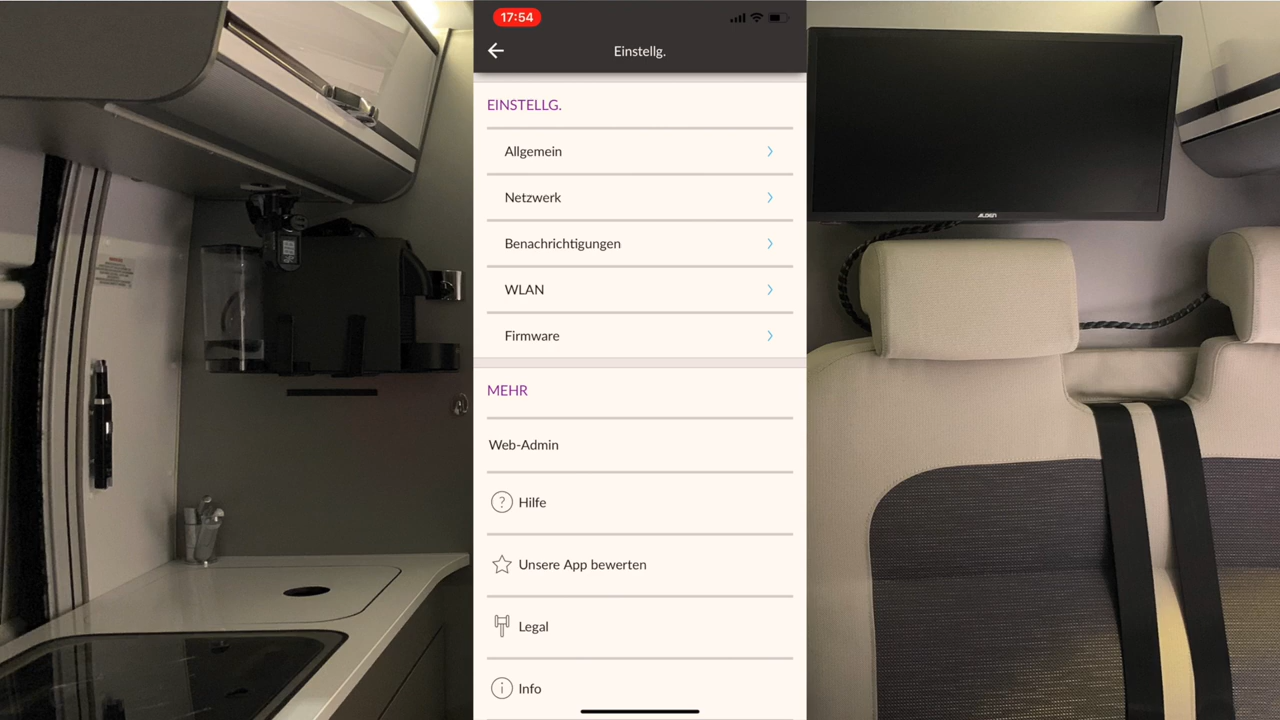 17:54
Einstellg.
EINSTELLG.
Allgemein
Netzwerk
Benachrichtigungen
WLAN
Firmware
MEHR
Web-Admin
Hilfe
Unsere App bewerten
Legal
Info
ALDEN